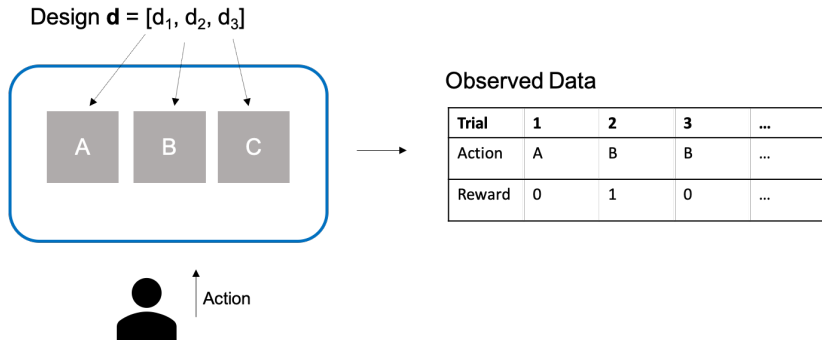 Design d = [d₁, d₂, d₃]
A B C
Action
Observed Data
Trial 1 2 3 ...
Action A B B ...
Reward 0 1 0 ...